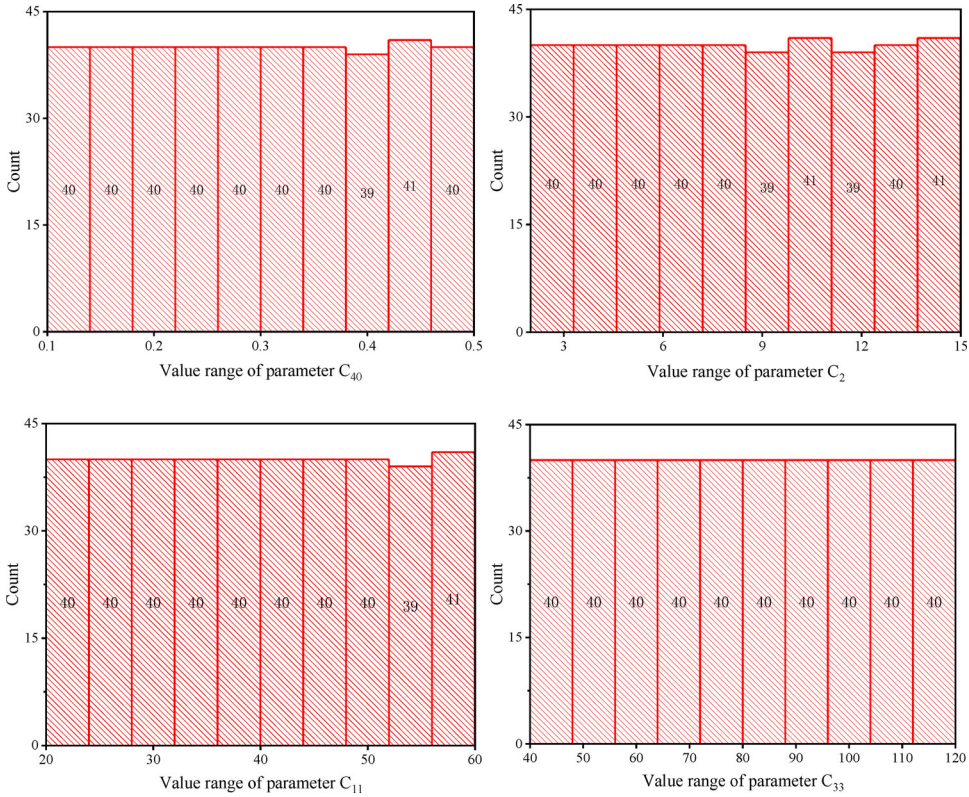 45
30
15
0
Count
40 40 40 40 40 40 40 39 41 40
0.1 0.2 0.3 0.4 0.5
Value range of parameter C₄₀
45
30
15
0
Count
40 40 40 40 40 39 41 39 40 41
3 6 9 12 15
Value range of parameter C₂
45
30
15
0
Count
40 40 40 40 40 40 40 40 39 41
20 30 40 50 60
Value range of parameter C₁₁
45
30
15
0
Count
40 40 40 40 40 40 40 40 40 40
40 50 60 70 80 90 100 110 120
Value range of parameter C₃₃